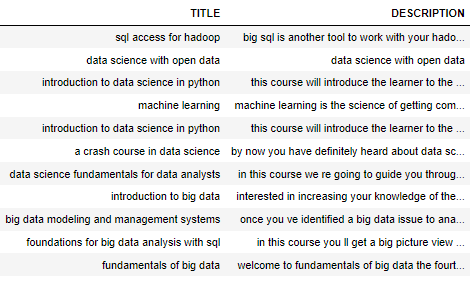 TITLE DESCRIPTION
sql access for hadoop big sql is another tool to work with your hado...
data science with open data data science with open data
introduction to data science in python this course will introduce the learner to the ...
machine learning machine learning is the science of getting com...
introduction to data science in python this course will introduce the learner to the ...
a crash course in data science by now you have definitely heard about data sc...
data science fundamentals for data analysts in this course we re going to guide you throug...
introduction to big data interested in increasing your knowledge of the...
big data modeling and management systems once you ve identified a big data issue to ana...
foundations for big data analysis with sql in this course you ll get a big picture view ...
fundamentals of big data welcome to fundamentals of big data the fourt...